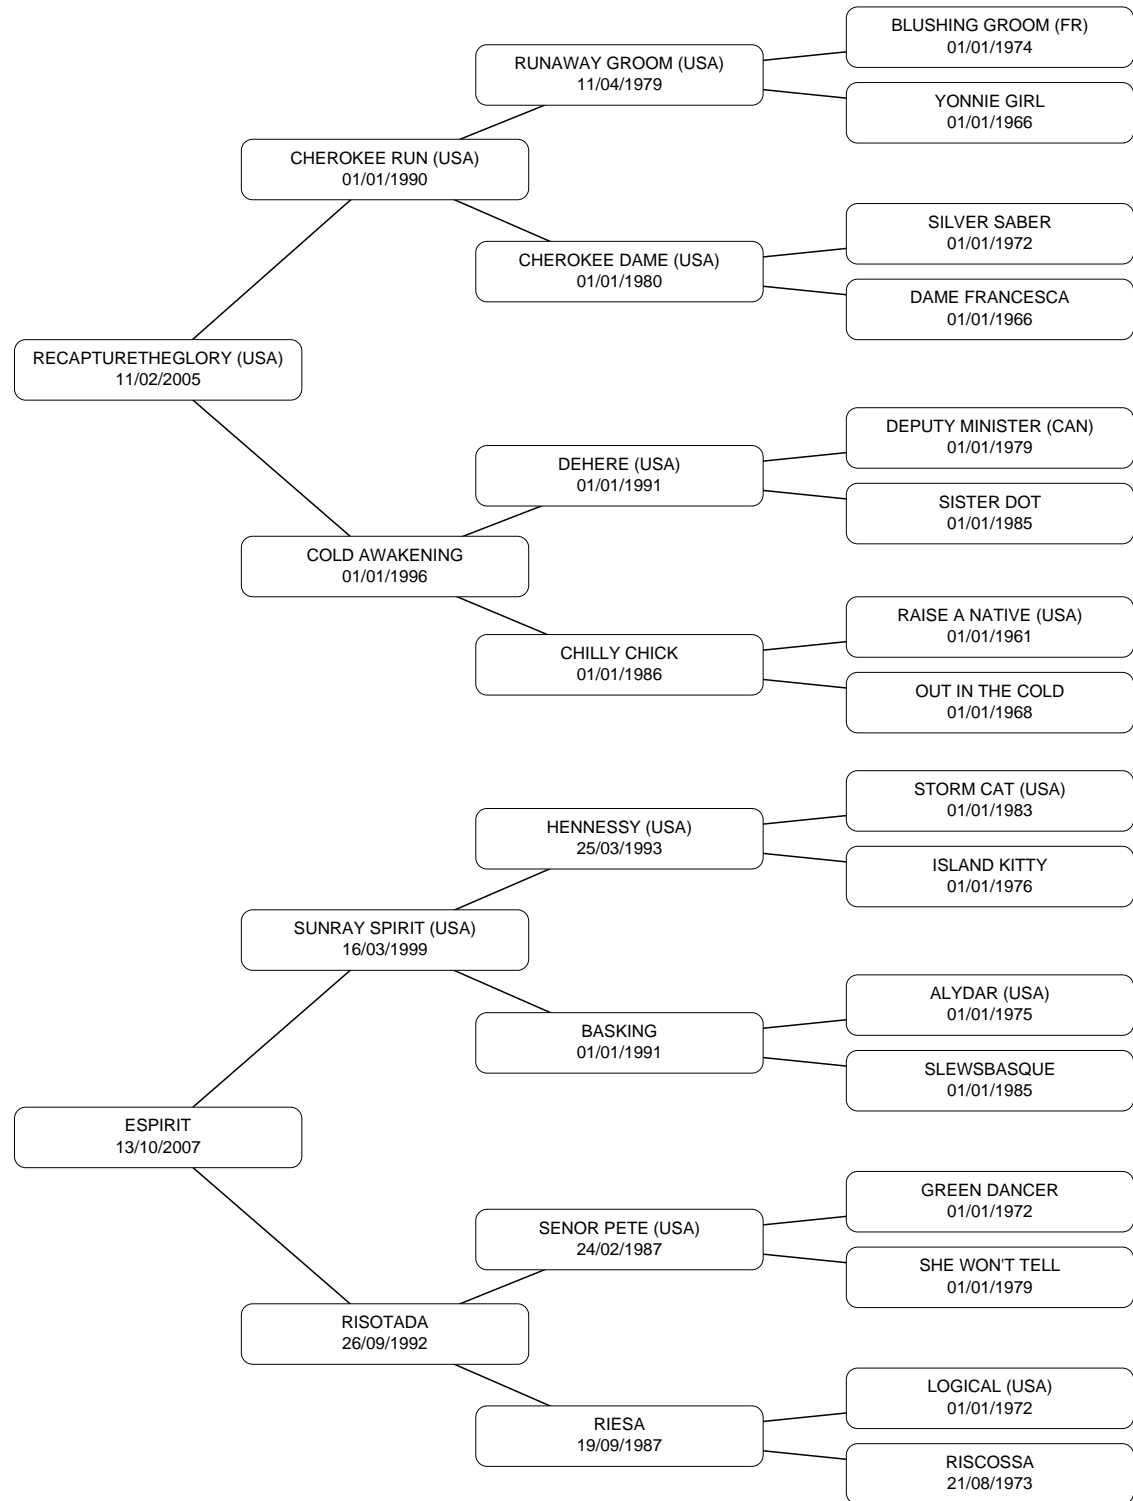 BLUSHING GROOM (FR)
01/01/1974
RUNAWAY GROOM (USA)
11/04/1979
YONNIE GIRL
01/01/1966
CHEROKEE RUN (USA)
01/01/1990
SILVER SABER
01/01/1972
CHEROKEE DAME (USA)
01/01/1980
DAME FRANCESCA
01/01/1966
RECAPTURETHEGLORY (USA)
11/02/2005
DEPUTY MINISTER (CAN)
01/01/1979
DEHERE (USA)
01/01/1991
SISTER DOT
01/01/1985
COLD AWAKENING
01/01/1996
RAISE A NATIVE (USA)
01/01/1961
CHILLY CHICK
01/01/1986
OUT IN THE COLD
01/01/1968
STORM CAT (USA)
01/01/1983
HENNESSY (USA)
25/03/1993
ISLAND KITTY
01/01/1976
SUNRAY SPIRIT (USA)
16/03/1999
ALYDAR (USA)
01/01/1975
BASKING
01/01/1991
SLEWSBASQUE
01/01/1985
ESPIRIT
13/10/2007
GREEN DANCER
01/01/1972
SENOR PETE (USA)
24/02/1987
SHE WON'T TELL
01/01/1979
RISOTADA
26/09/1992
LOGICAL (USA)
01/01/1972
RIESA
19/09/1987
RISCOSSA
21/08/1973